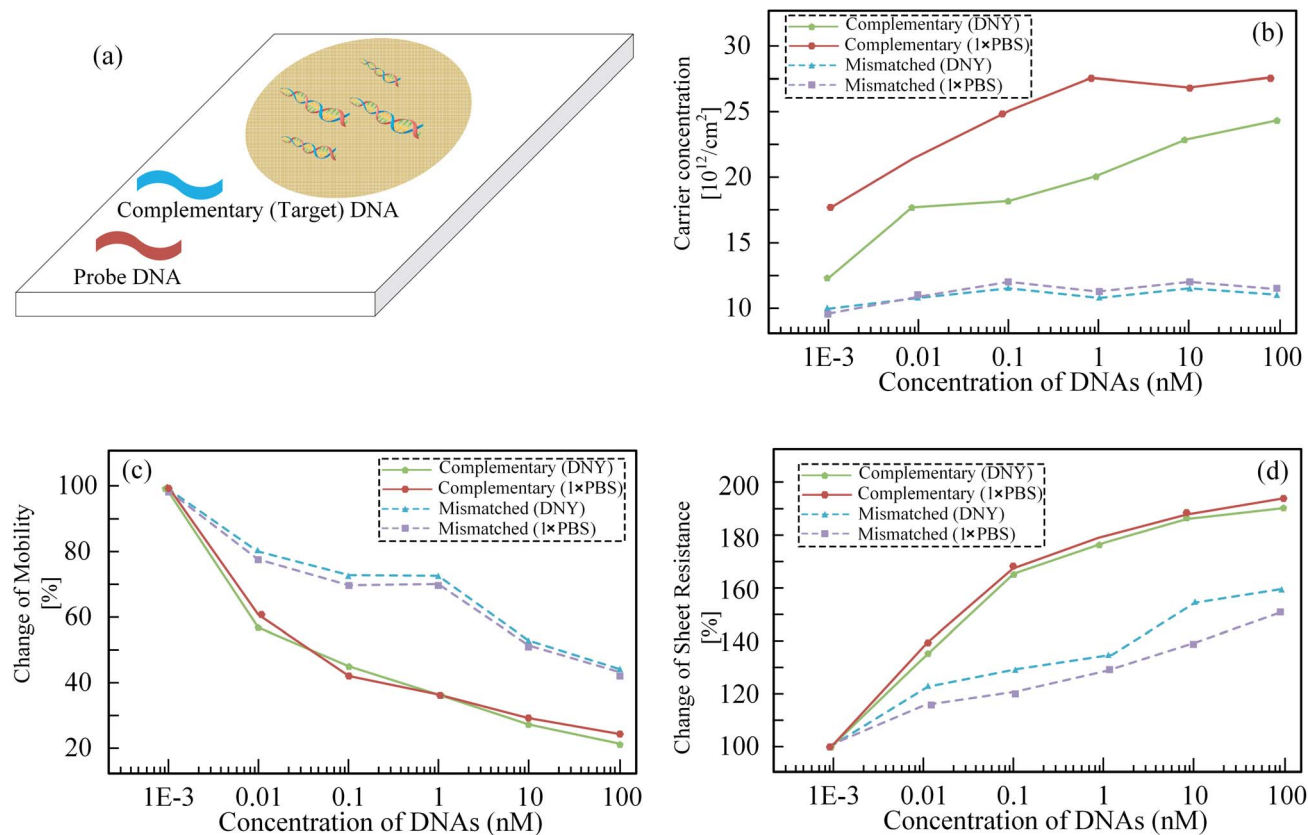 (a)
Complementary (Target) DNA
Probe DNA
(b)
Complementary (DNY)
Complementary (1×PBS)
Mismatched (DNY)
Mismatched (1×PBS)
Carrier concentration
[10¹²/cm²]
30
25
20
15
10
1E-3 0.01 0.1 1 10 100
Concentration of DNAs (nM)
(c)
Complementary (DNY)
Complementary (1×PBS)
Mismatched (DNY)
Mismatched (1×PBS)
Change of Mobility
[%]
100
80
60
40
20
1E-3 0.01 0.1 1 10 100
Concentration of DNAs (nM)
(d)
Complementary (DNY)
Complementary (1×PBS)
Mismatched (DNY)
Mismatched (1×PBS)
Change of Sheet Resistance
[%]
200
180
160
140
120
100
1E-3 0.01 0.1 1 10 100
Concentration of DNAs (nM)